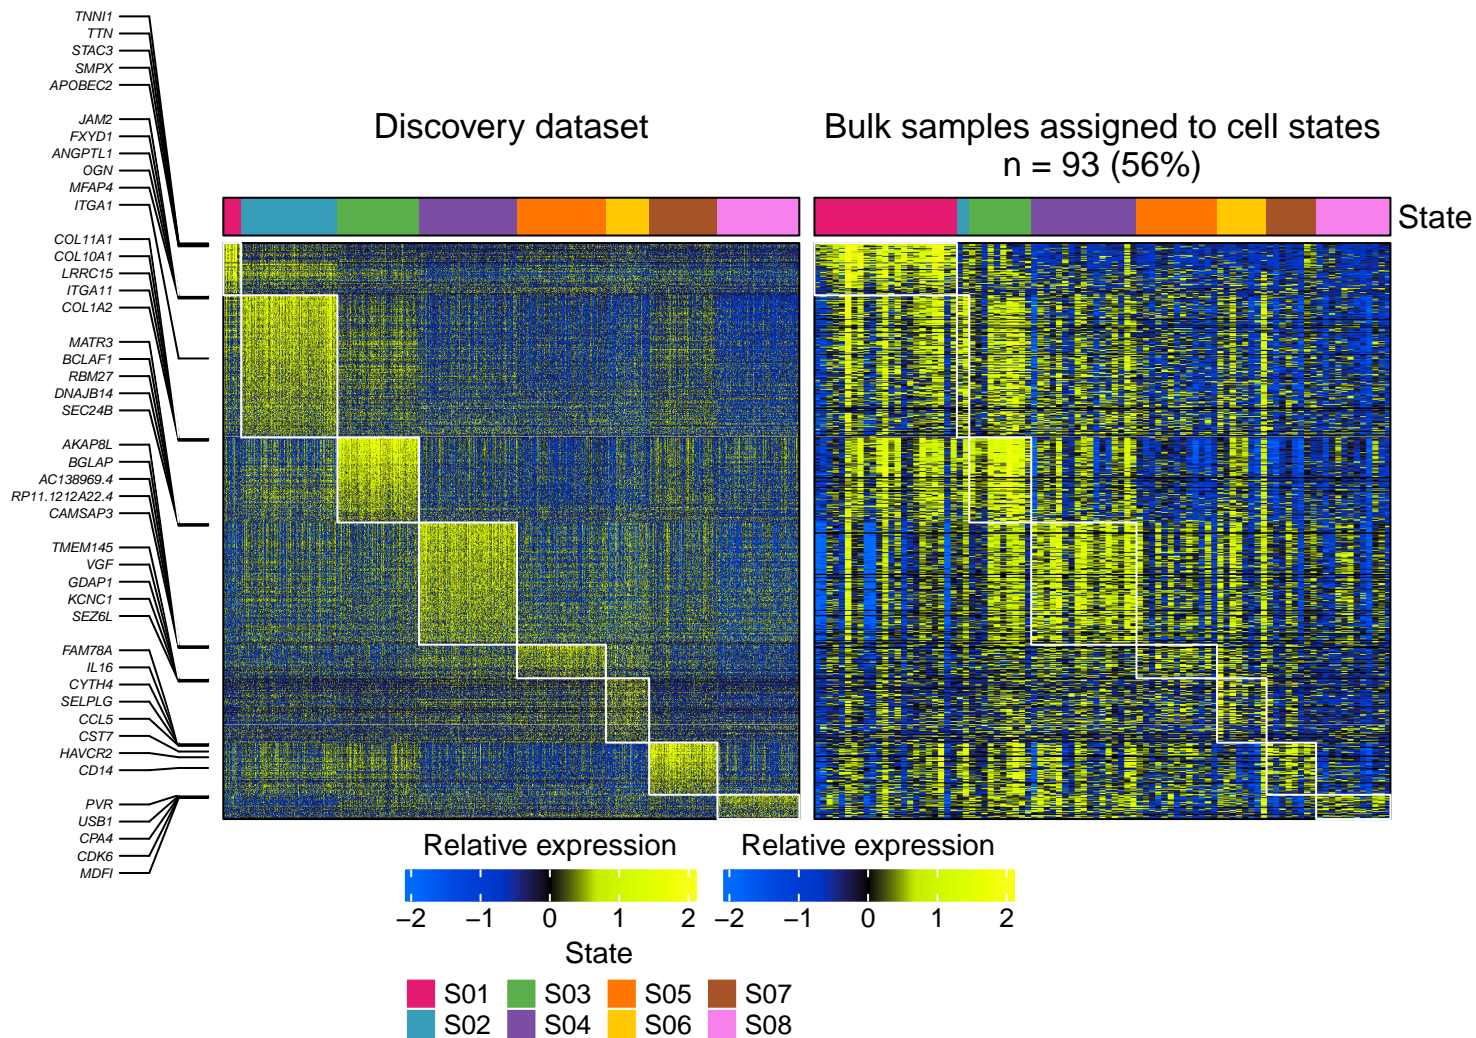 TNNI1
TTN
STAC3
SMPX
APOBEC2
JAM2
FXYD1
ANGPTL1
OGN
MFAP4
ITGA1
COL11A1
COL10A1
LRRC15
ITGA11
COL1A2
MATR3
BCLAF1
RBM27
DNAJB14
SEC24B
AKAP8L
BGLAP
AC138969.4
RP11.1212A22.4
CAMSAP3
TMEM145
VGF
GDAP1
KCNC1
SEZ6L
FAM78A
IL16
CYTH4
SELPLG
CCL5
CST7
HAVCR2
CD14
PVR
USB1
CPA4
CDK6
MDFI
Discovery dataset
Bulk samples assigned to cell states
n = 93 (56%)
State
Relative expression
−2 −1 0 1 2
Relative expression
−2 −1 0 1 2
State
S01 S03 S05 S07
S02 S04 S06 S08